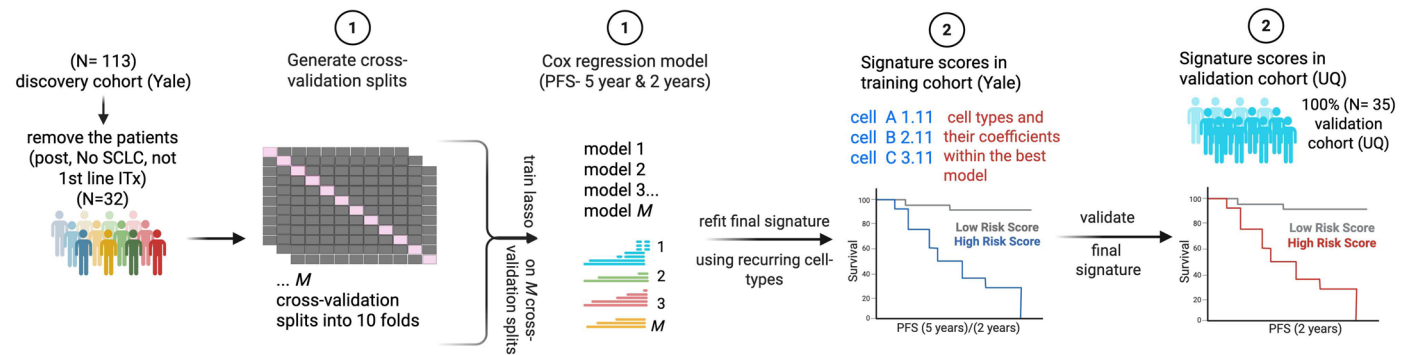 (N= 113)
discovery cohort (Yale)
remove the patients
(post, No SCLC, not
1st line ITx)
(N=32)
1
Generate cross-
validation splits
... M
cross-validation
splits into 10 folds
train lasso
on M cross-
validation splits
1
Cox regression model
(PFS- 5 year & 2 years)
model 1
model 2
model 3...
model M
1
2
3
M
refit final signature
using recurring cell-
types
2
Signature scores in
training cohort (Yale)
cell A 1.11
cell B 2.11
cell C 3.11
cell types and
their coefficients
within the best
model
Survival
100
80
60
40
20
0
Low Risk Score
High Risk Score
PFS (5 years)/(2 years)
validate
final
signature
2
Signature scores in
validation cohort (UQ)
100% (N= 35)
validation
cohort (UQ)
Survival
100
80
60
40
20
0
Low Risk Score
High Risk Score
PFS (2 years)